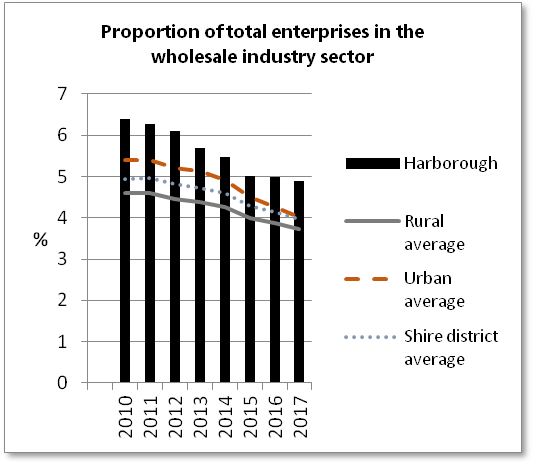 Proportion of total enterprises in the
wholesale industry sector
7
6
5
4
3
2
1
0
%
2010
2011
2012
2013
2014
2015
2016
2017
Harborough
Rural
average
Urban
average
Shire district
average